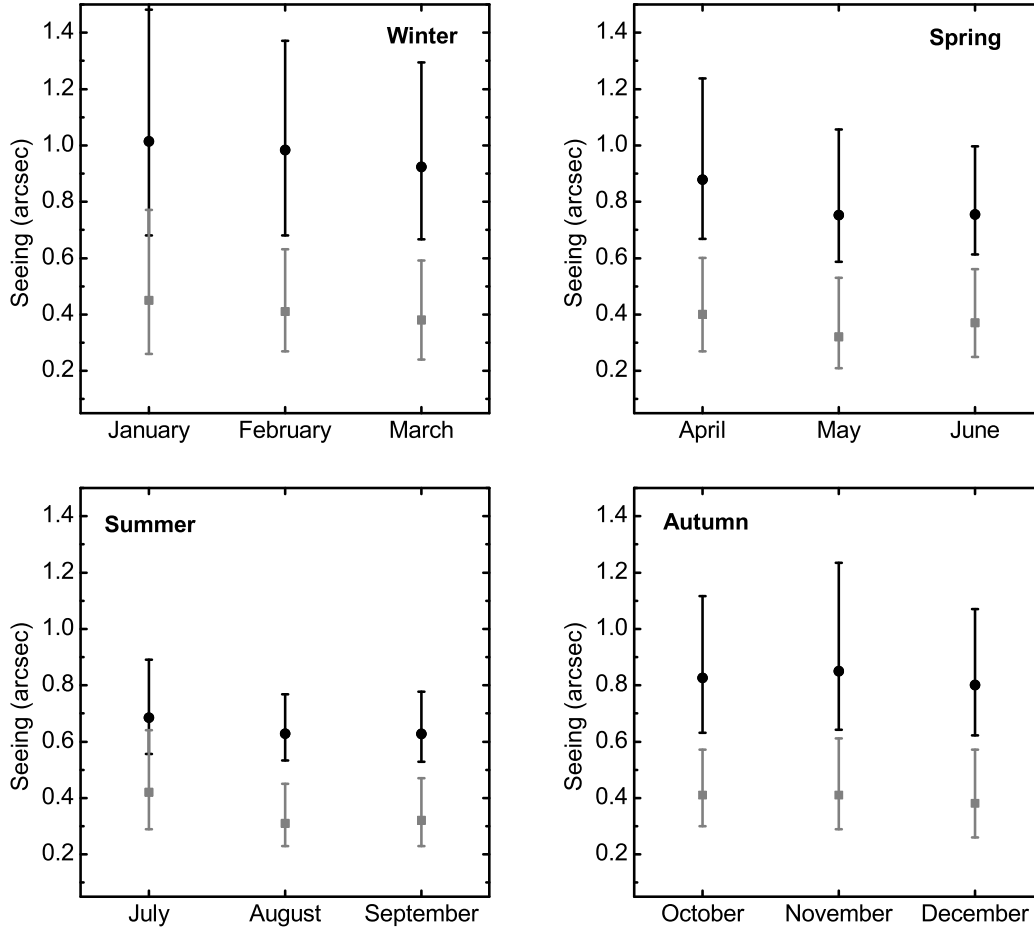 Winter
Seeing (arcsec)
1.4
1.2
1.0
0.8
0.6
0.4
0.2
January February March
Spring
Seeing (arcsec)
1.4
1.2
1.0
0.8
0.6
0.4
0.2
April May June
Summer
Seeing (arcsec)
1.4
1.2
1.0
0.8
0.6
0.4
0.2
July August September
Autumn
Seeing (arcsec)
1.4
1.2
1.0
0.8
0.6
0.4
0.2
October November December